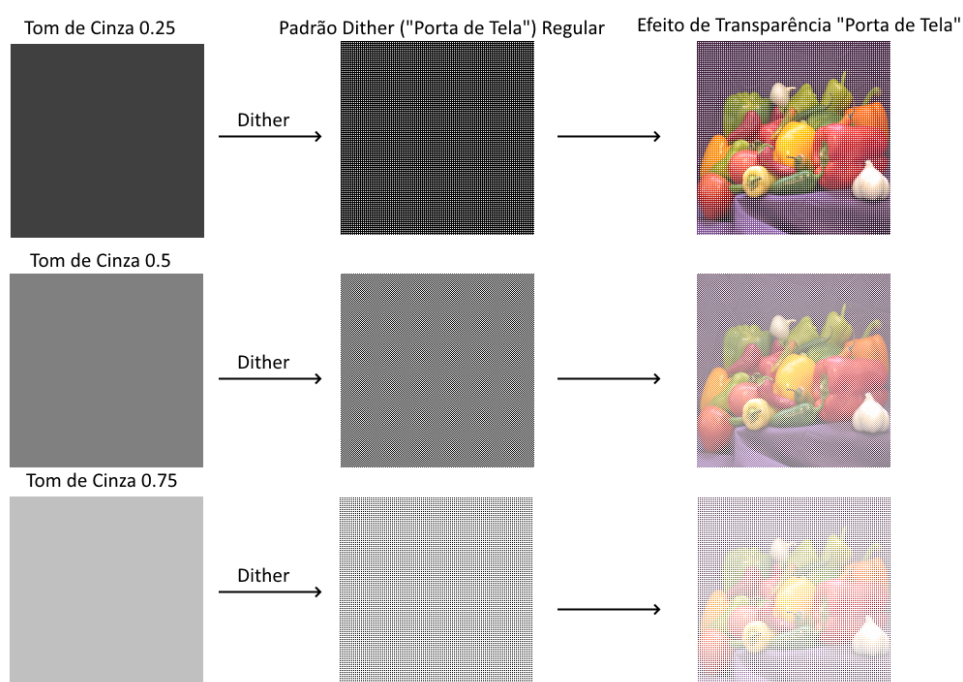 Tom de Cinza 0.25
Padrão Dither ("Porta de Tela") Regular
Efeito de Transparência "Porta de Tela"
Dither
Tom de Cinza 0.5
Dither
Tom de Cinza 0.75
Dither